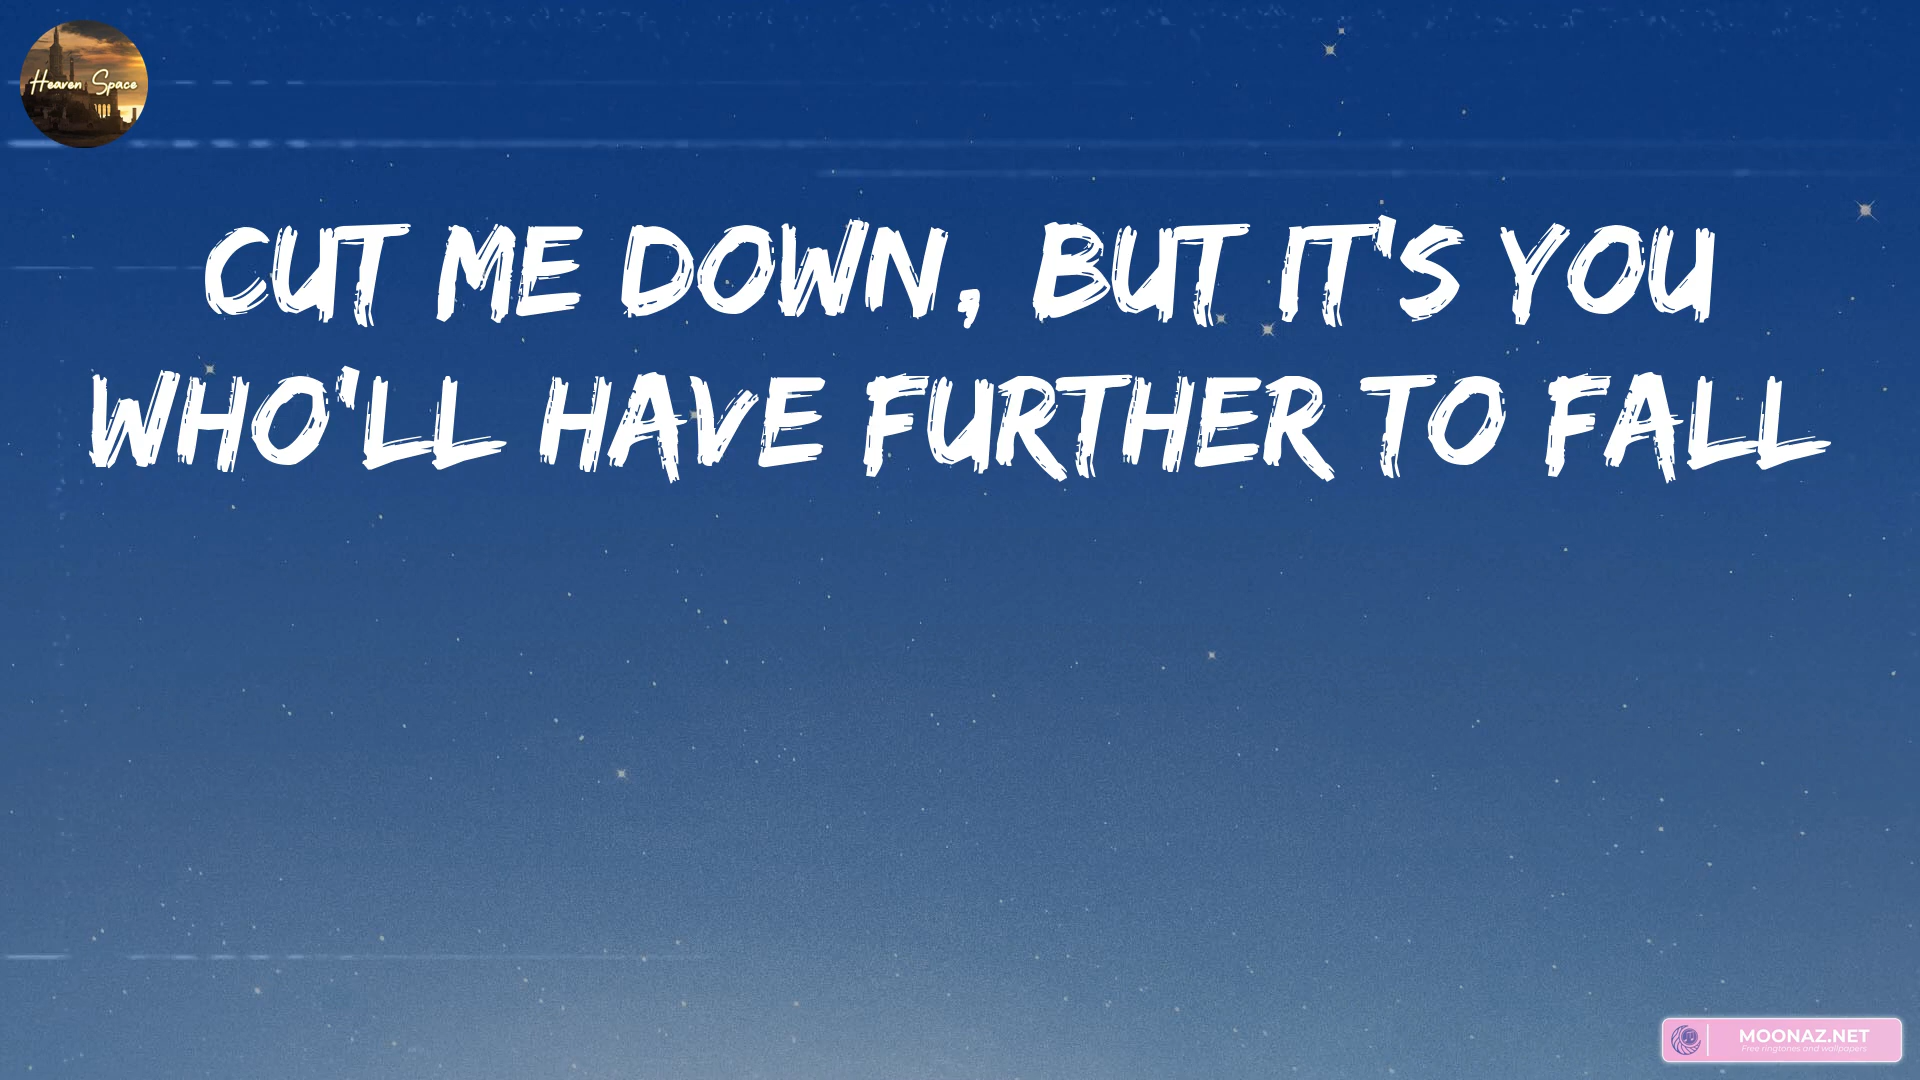 Heaven Space
CUT ME DOWN, BUT IT'S YOU
WHO'LL HAVE FURTHER TO FALL
MOONAZ.NET
Free ringtones and wallpapers